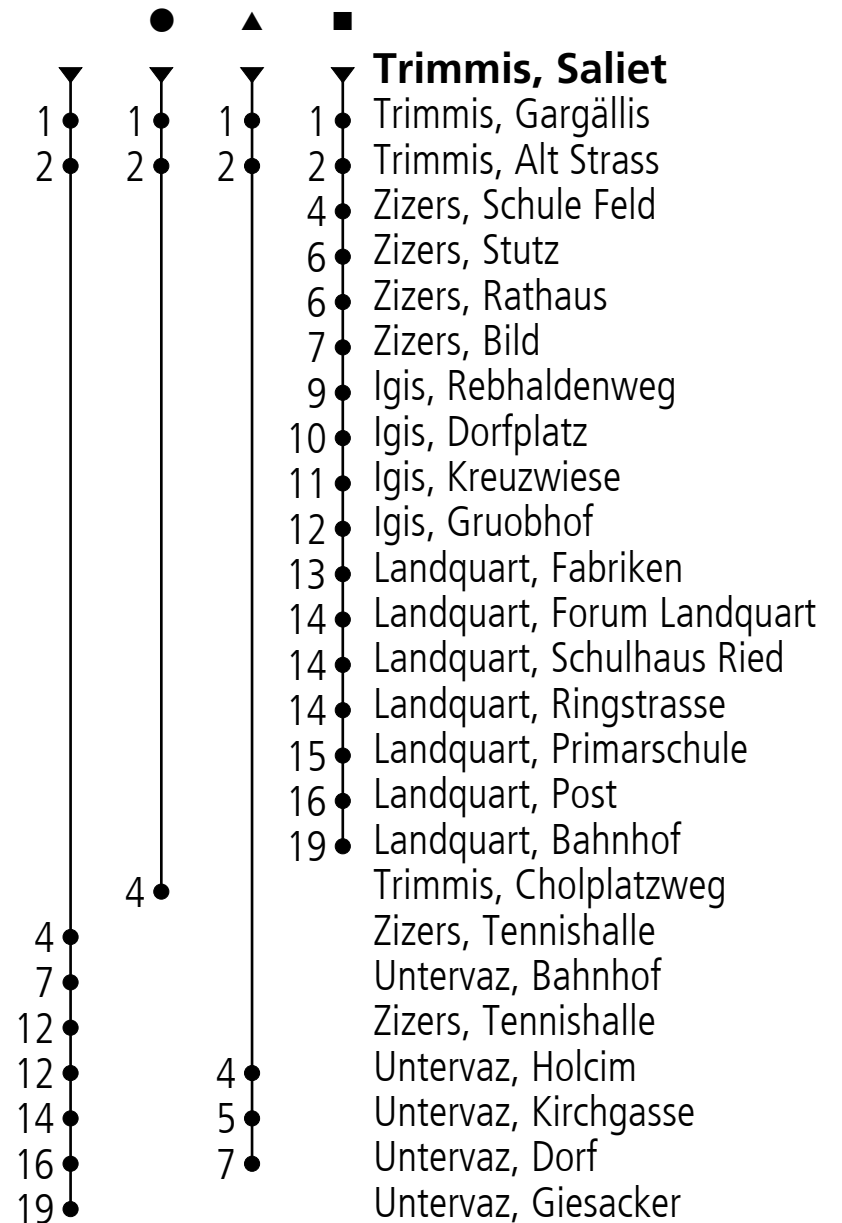 ● ▲ ■
Trimmis, Saliet
1 1 1 1 Trimmis, Gargällis
2 2 2 2 Trimmis, Alt Strass
4 Zizers, Schule Feld
6 Zizers, Stutz
6 Zizers, Rathaus
7 Zizers, Bild
9 Igis, Rebhaldenweg
10 Igis, Dorfplatz
11 Igis, Kreuzwiese
12 Igis, Gruobhof
13 Landquart, Fabriken
14 Landquart, Forum Landquart
14 Landquart, Schulhaus Ried
14 Landquart, Ringstrasse
15 Landquart, Primarschule
16 Landquart, Post
19 Landquart, Bahnhof
4 Trimmis, Cholplatzweg
4 Zizers, Tennishalle
7 Untervaz, Bahnhof
12 Zizers, Tennishalle
12 4 Untervaz, Holcim
14 5 Untervaz, Kirchgasse
16 7 Untervaz, Dorf
19 Untervaz, Giesacker